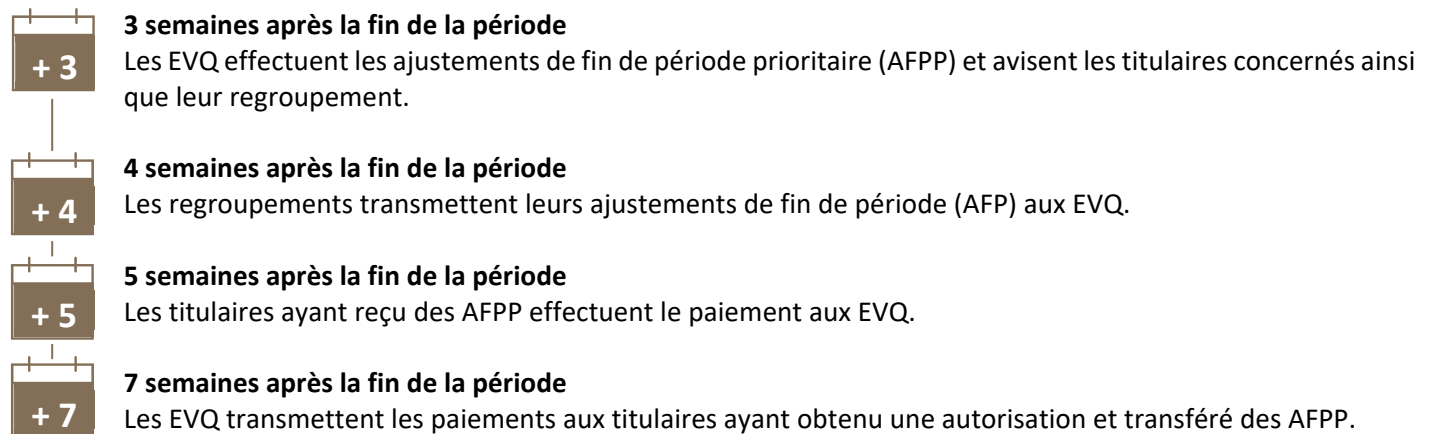 + 3
3 semaines après la fin de la période
Les EVQ effectuent les ajustements de fin de période prioritaire (AFPP) et avisent les titulaires concernés ainsi
que leur regroupement.
+ 4
4 semaines après la fin de la période
Les regroupements transmettent leurs ajustements de fin de période (AFP) aux EVQ.
+ 5
5 semaines après la fin de la période
Les titulaires ayant reçu des AFPP effectuent le paiement aux EVQ.
+ 7
7 semaines après la fin de la période
Les EVQ transmettent les paiements aux titulaires ayant obtenu une autorisation et transféré des AFPP.